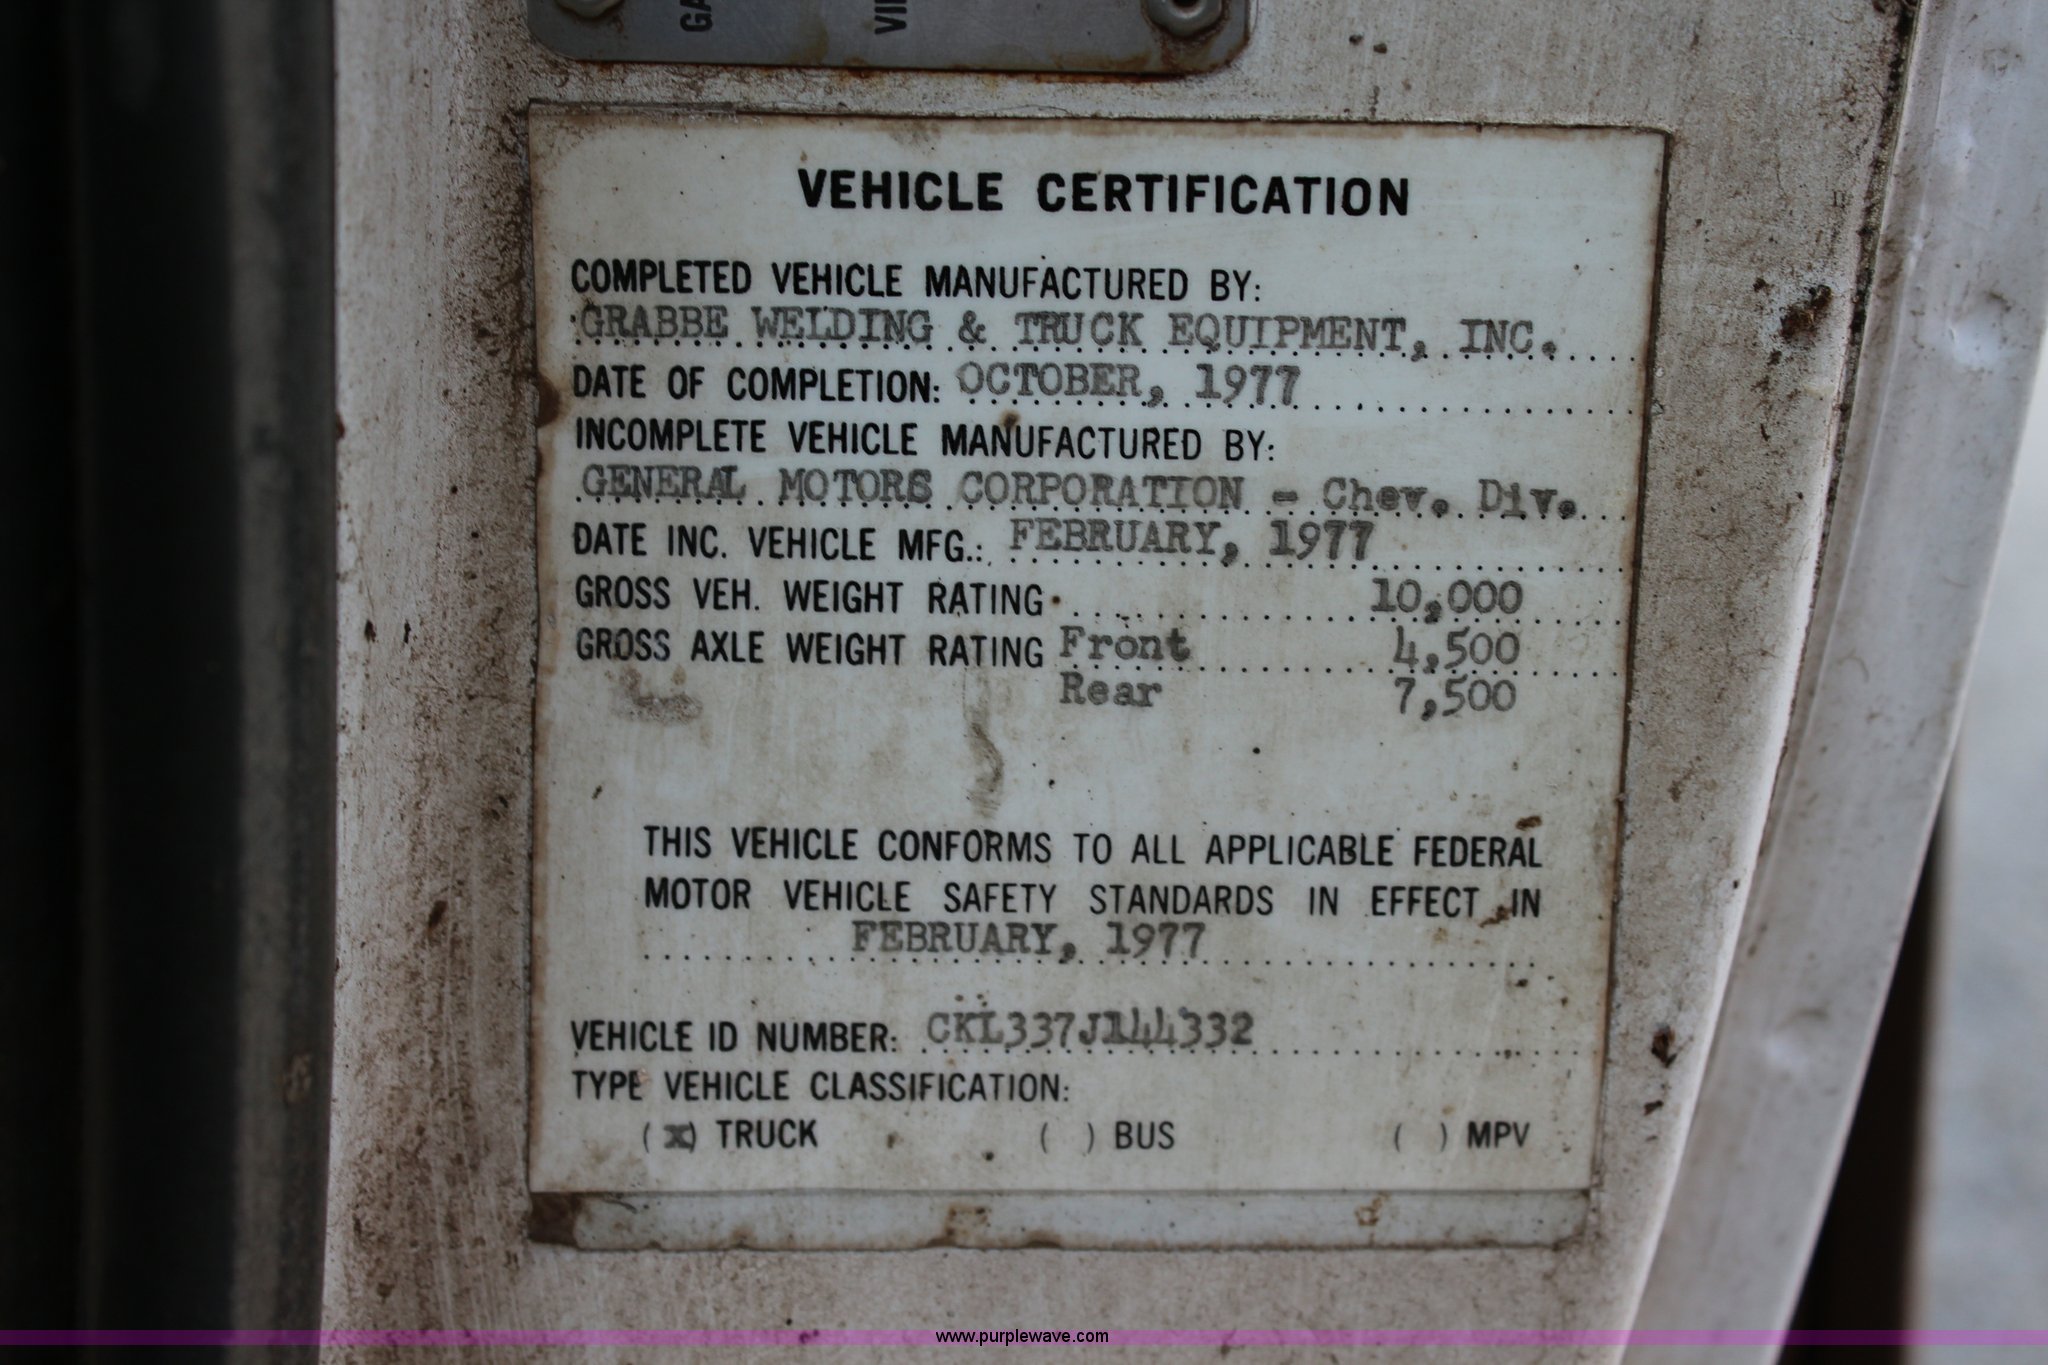 GA
VI
VEHICLE CERTIFICATION
COMPLETED VEHICLE MANUFACTURED BY:
GRABBE WELDING & TRUCK EQUIPMENT, INC.
DATE OF COMPLETION: OCTOBER, 1977
INCOMPLETE VEHICLE MANUFACTURED BY:
GENERAL MOTORS CORPORATION - Chev. Div.
DATE INC. VEHICLE MFG.: FEBRUARY, 1977
GROSS VEH. WEIGHT RATING 10,000
GROSS AXLE WEIGHT RATING Front 4,500
Rear 7,500
THIS VEHICLE CONFORMS TO ALL APPLICABLE FEDERAL
MOTOR VEHICLE SAFETY STANDARDS IN EFFECT IN
FEBRUARY, 1977
VEHICLE ID NUMBER: CKL337J144332
TYPE VEHICLE CLASSIFICATION:
(X) TRUCK ( ) BUS ( ) MPV
www.purplewave.com